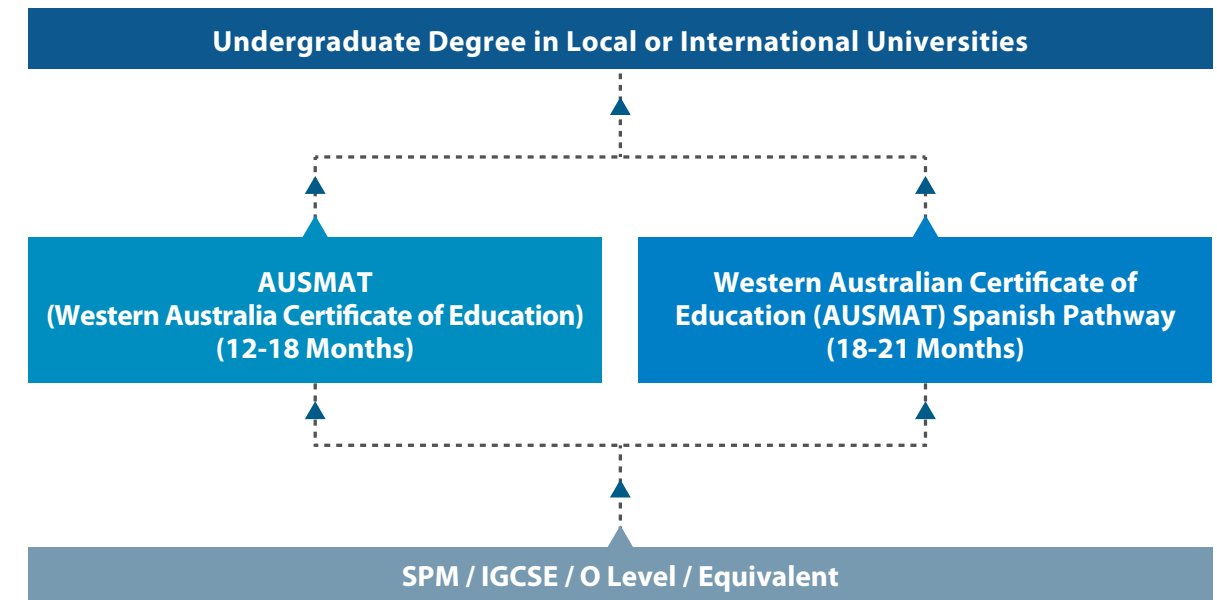 Undergraduate Degree in Local or International Universities
AUSMAT
(Western Australia Certificate of Education)
(12-18 Months)
Western Australian Certificate of
Education (AUSMAT) Spanish Pathway
(18-21 Months)
SPM / IGCSE / O Level / Equivalent